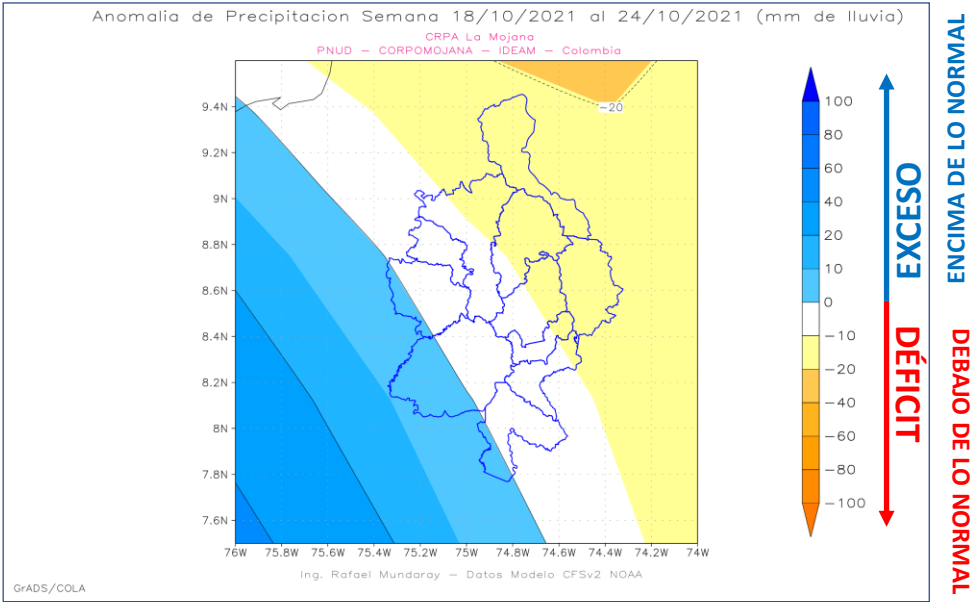 Anomalia de Precipitacion Semana 18/10/2021 al 24/10/2021 (mm de lluvia)
CRPA La Mojana
PNUD – CORPOMOJANA – IDEAM – Colombia
9.4N
9.2N
9N
8.8N
8.6N
8.4N
8.2N
8N
7.8N
7.6N
76W 75.8W 75.6W 75.4W 75.2W 75W 74.8W 74.6W 74.4W 74.2W 74W
−20
100
80
60
40
20
10
0
−10
−20
−40
−60
−80
−100
EXCESO
DÉFICIT
ENCIMA DE LO NORMAL
DEBAJO DE LO NORMAL
Ing. Rafael Mundaray – Datos Modelo CFSv2 NOAA
GrADS/COLA